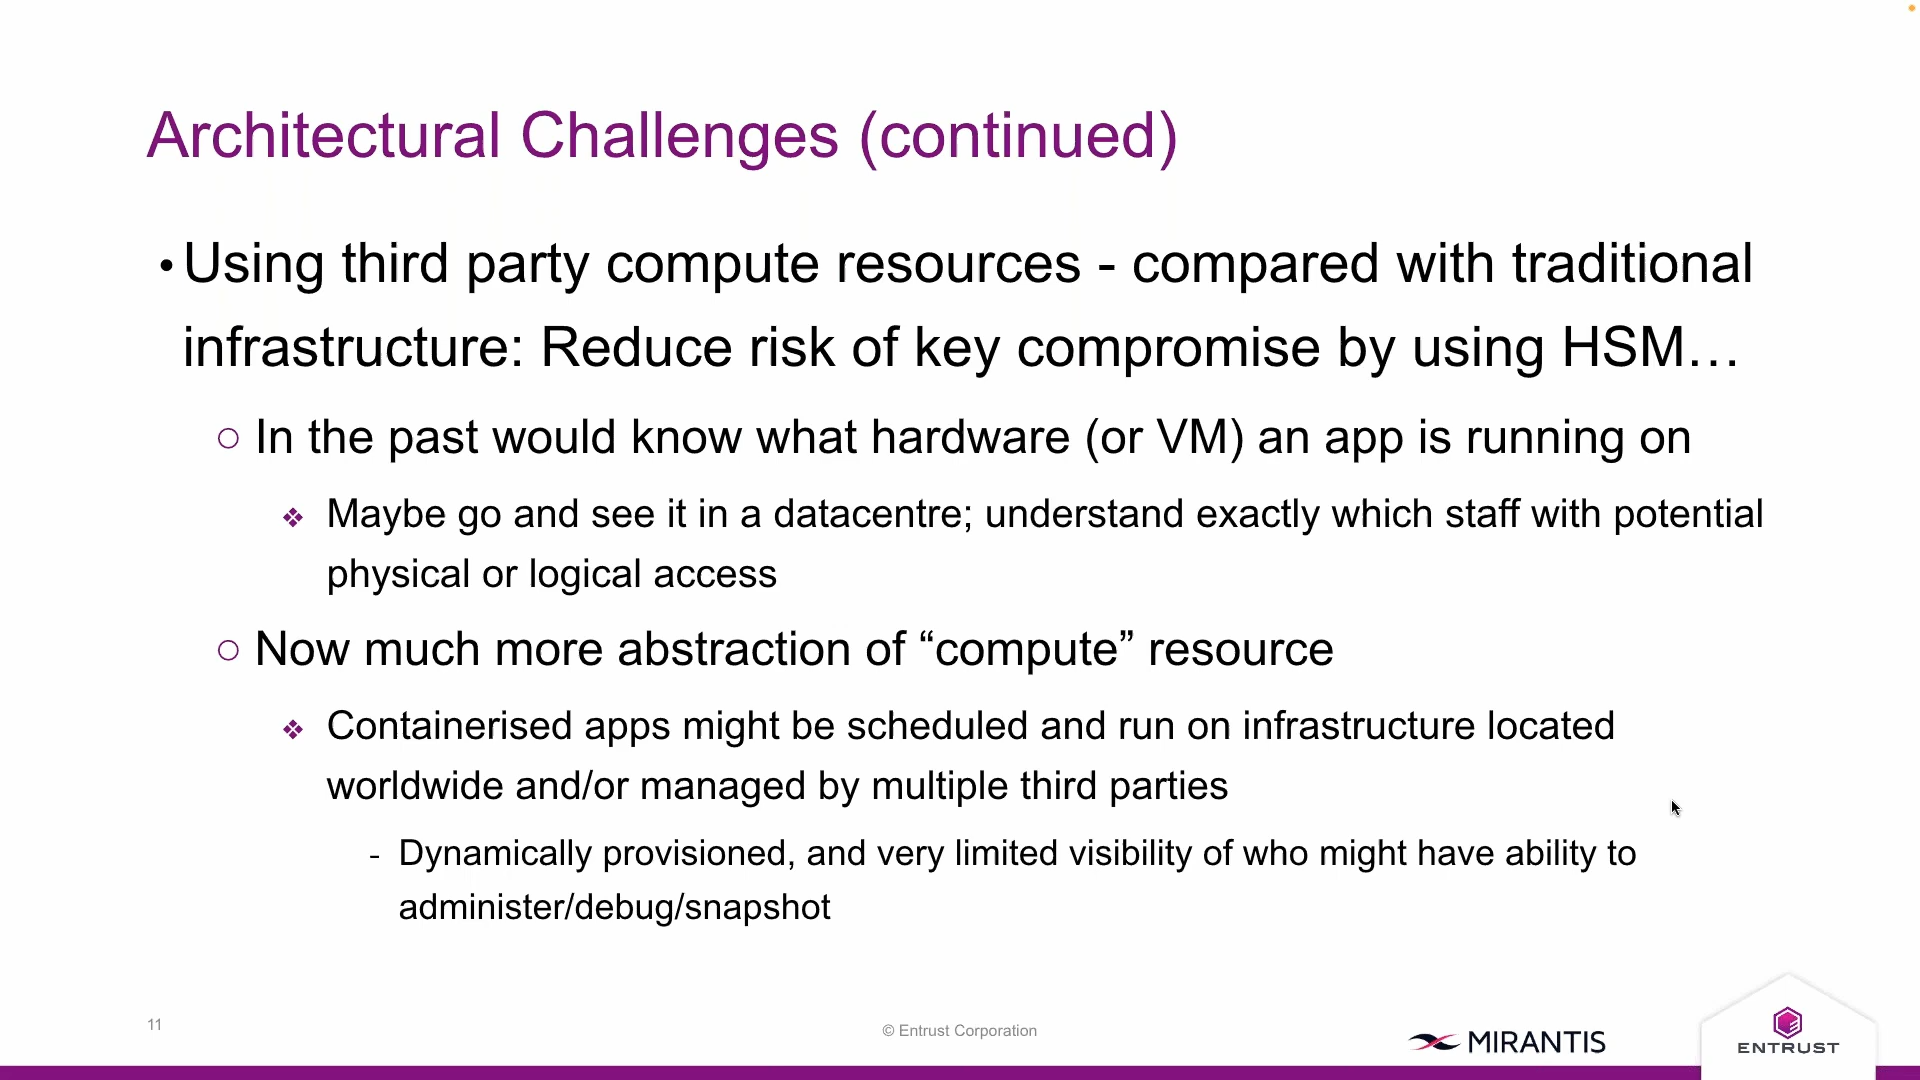 Architectural Challenges (continued)
• Using third party compute resources - compared with traditional
infrastructure: Reduce risk of key compromise by using HSM…
○ In the past would know what hardware (or VM) an app is running on
❖ Maybe go and see it in a datacentre; understand exactly which staff with potential
physical or logical access
○ Now much more abstraction of “compute” resource
❖ Containerised apps might be scheduled and run on infrastructure located
worldwide and/or managed by multiple third parties
- Dynamically provisioned, and very limited visibility of who might have ability to
administer/debug/snapshot
11
© Entrust Corporation
MIRANTIS
ENTRUST